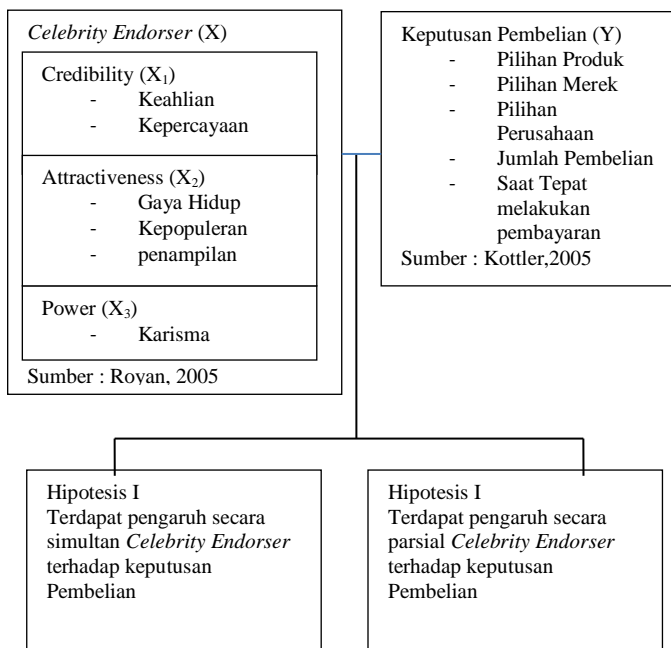 Celebrity Endorser (X)
Credibility (X₁)
- Keahlian
- Kepercayaan
Attractiveness (X₂)
- Gaya Hidup
- Kepopuleran
- penampilan
Power (X₃)
- Karisma
Sumber : Royan, 2005
Keputusan Pembelian (Y)
- Pilihan Produk
- Pilihan Merek
- Pilihan
Perusahaan
- Jumlah Pembelian
- Saat Tepat
melakukan
pembayaran
Sumber : Kottler,2005
Hipotesis I
Terdapat pengaruh secara
simultan Celebrity Endorser
terhadap keputusan
Pembelian
Hipotesis I
Terdapat pengaruh secara
parsial Celebrity Endorser
terhadap keputusan
Pembelian